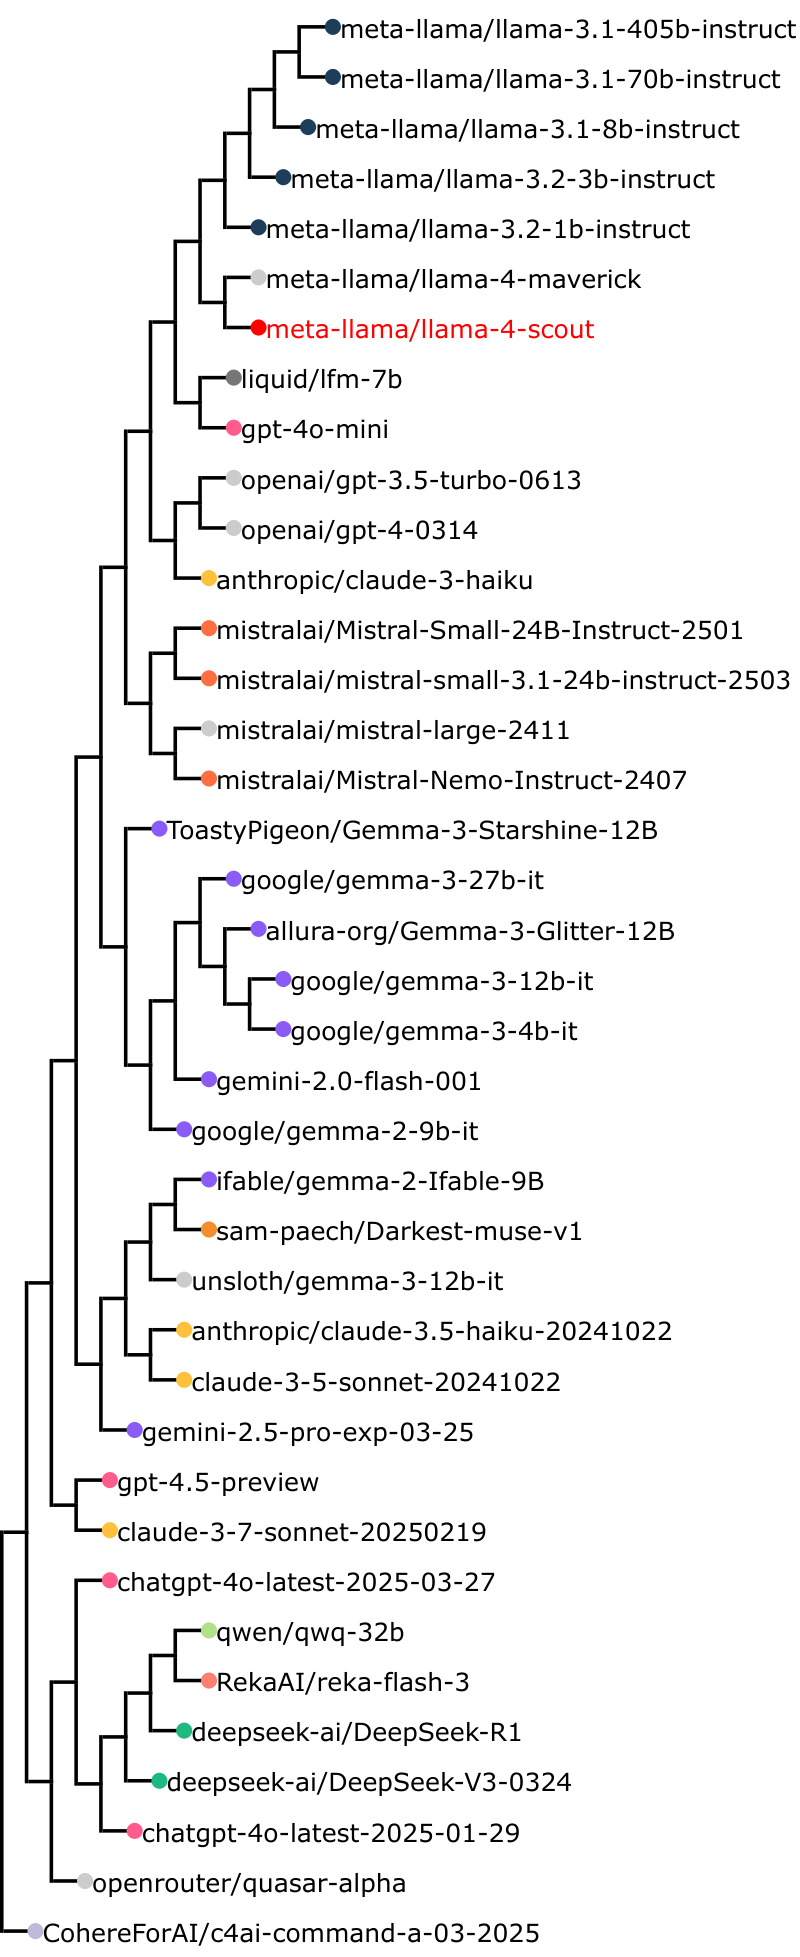 meta-llama/llama-3.1-405b-instruct
meta-llama/llama-3.1-70b-instruct
meta-llama/llama-3.1-8b-instruct
meta-llama/llama-3.2-3b-instruct
meta-llama/llama-3.2-1b-instruct
meta-llama/llama-4-maverick
meta-llama/llama-4-scout
liquid/lfm-7b
gpt-4o-mini
openai/gpt-3.5-turbo-0613
openai/gpt-4-0314
anthropic/claude-3-haiku
mistralai/Mistral-Small-24B-Instruct-2501
mistralai/mistral-small-3.1-24b-instruct-2503
mistralai/mistral-large-2411
mistralai/Mistral-Nemo-Instruct-2407
ToastyPigeon/Gemma-3-Starshine-12B
google/gemma-3-27b-it
allura-org/Gemma-3-Glitter-12B
google/gemma-3-12b-it
google/gemma-3-4b-it
gemini-2.0-flash-001
google/gemma-2-9b-it
ifable/gemma-2-Ifable-9B
sam-paech/Darkest-muse-v1
unsloth/gemma-3-12b-it
anthropic/claude-3.5-haiku-20241022
claude-3-5-sonnet-20241022
gemini-2.5-pro-exp-03-25
gpt-4.5-preview
claude-3-7-sonnet-20250219
chatgpt-4o-latest-2025-03-27
qwen/qwq-32b
RekaAI/reka-flash-3
deepseek-ai/DeepSeek-R1
deepseek-ai/DeepSeek-V3-0324
chatgpt-4o-latest-2025-01-29
openrouter/quasar-alpha
CohereForAI/c4ai-command-a-03-2025